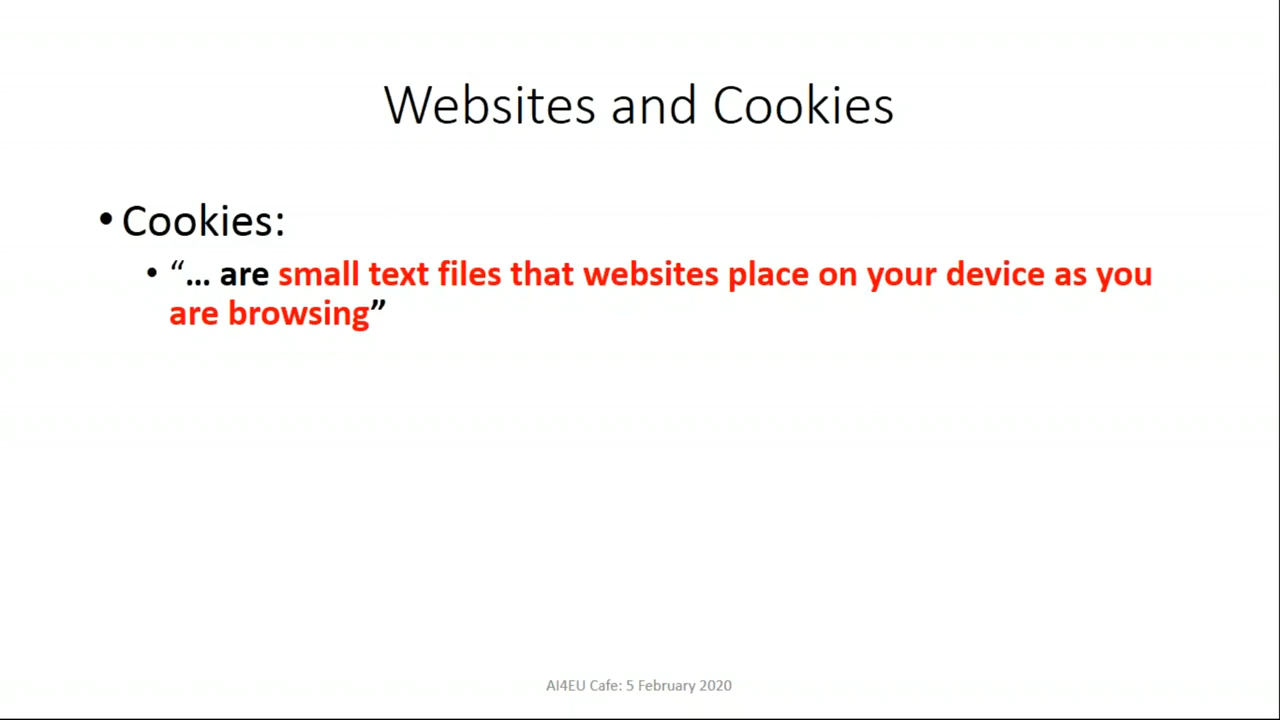 Websites and Cookies
• Cookies:
• “... are small text files that websites place on your device as you
are browsing”
AI4EU Cafe: 5 February 2020